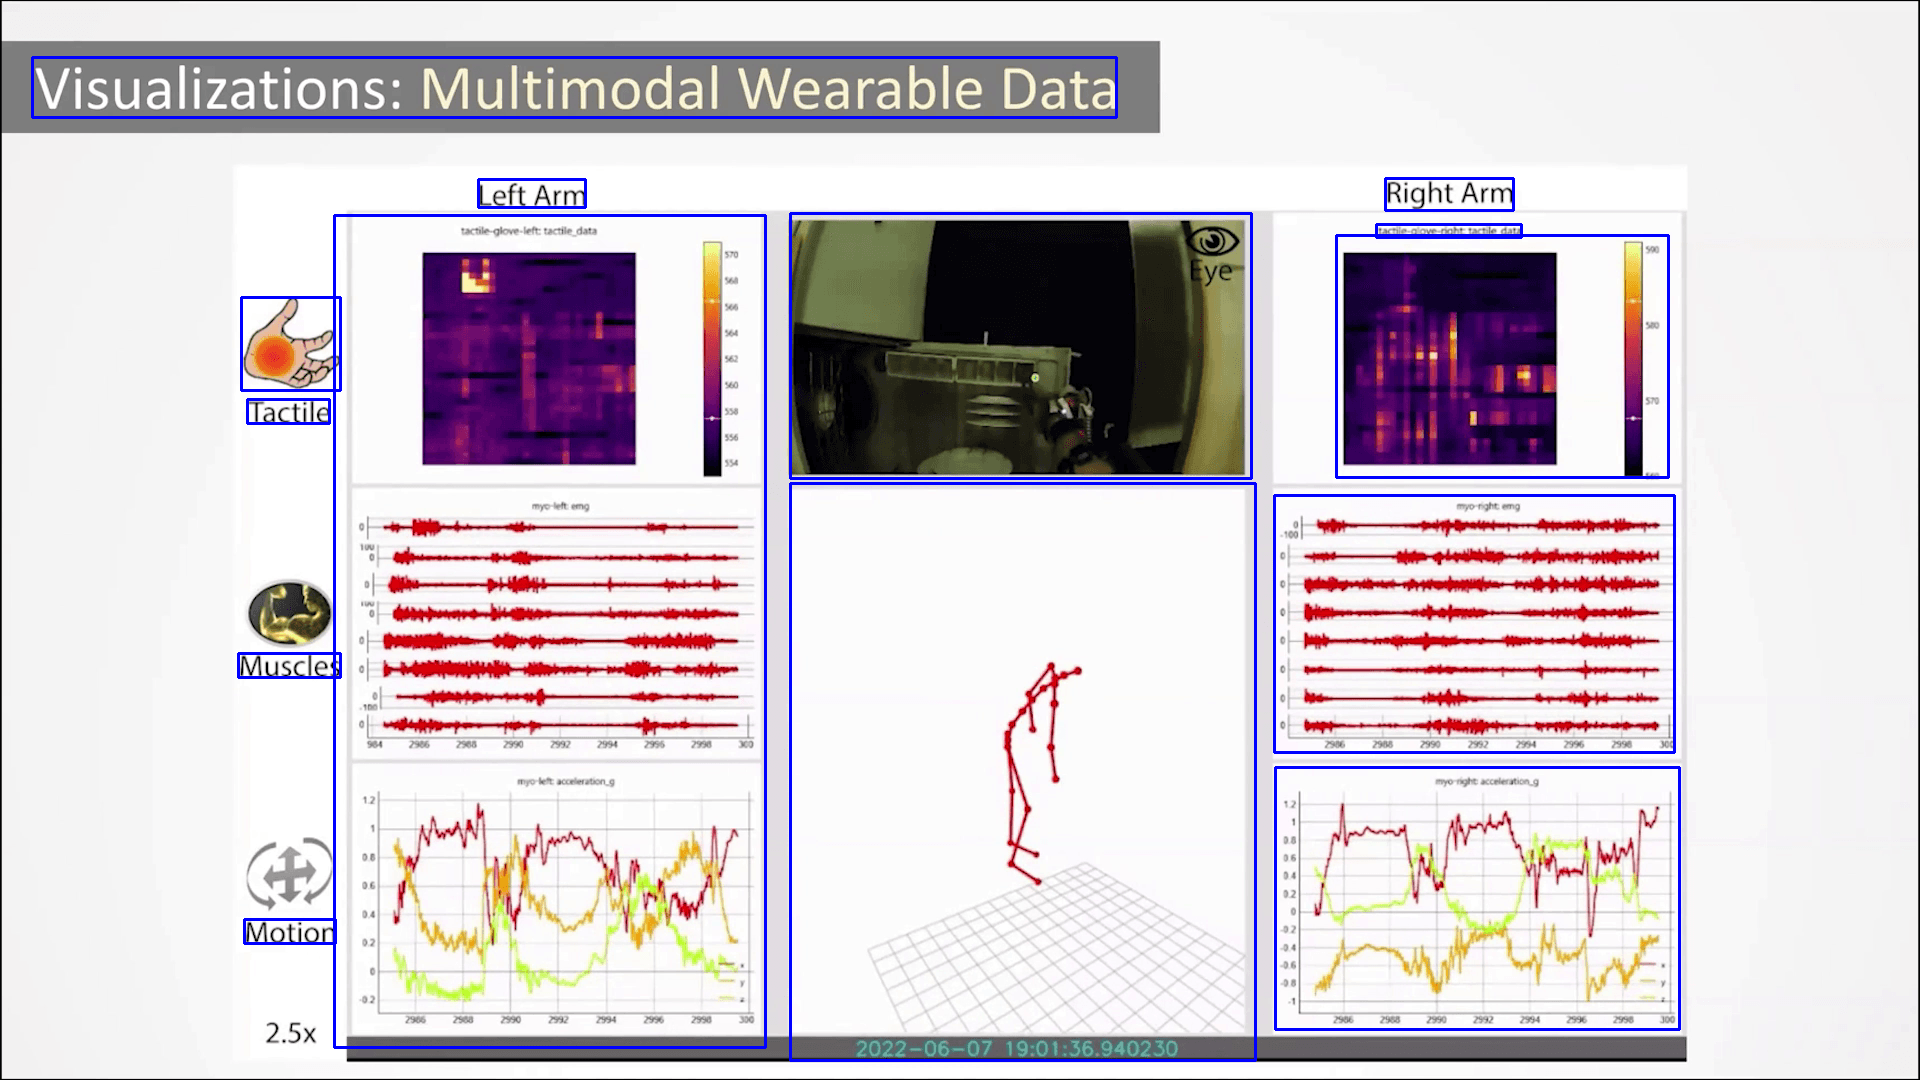 Visualizations: Multimodal Wearable Data
Left Arm
Right Arm
tactile-glove-left: tactile_data
570
568
566
564
562
560
558
556
554
Eye
tactile-glove-right: tactile_data
590
580
570
Tactile
myo-left: emg
0
100
0
0
100
0
0
0
0
-100
0
984 2986 2988 2990 2992 2994 2996 2998 300
myo-right: emg
0
-100
0
0
0
0
0
0
0
2986 2988 2990 2992 2994 2996 2998 300
Muscles
myo-left: acceleration_g
1.2
1
0.8
0.6
0.4
0.2
0
-0.2
x
y
z
2986 2988 2990 2992 2994 2996 2998 300
myo-right: acceleration_g
1.2
1
0.8
0.6
0.4
0.2
0
-0.2
-0.4
-0.6
-0.8
-1
x
y
z
2986 2988 2990 2992 2994 2996 2998 300
Motion
2.5x
2022-06-07 19:01:36.940230